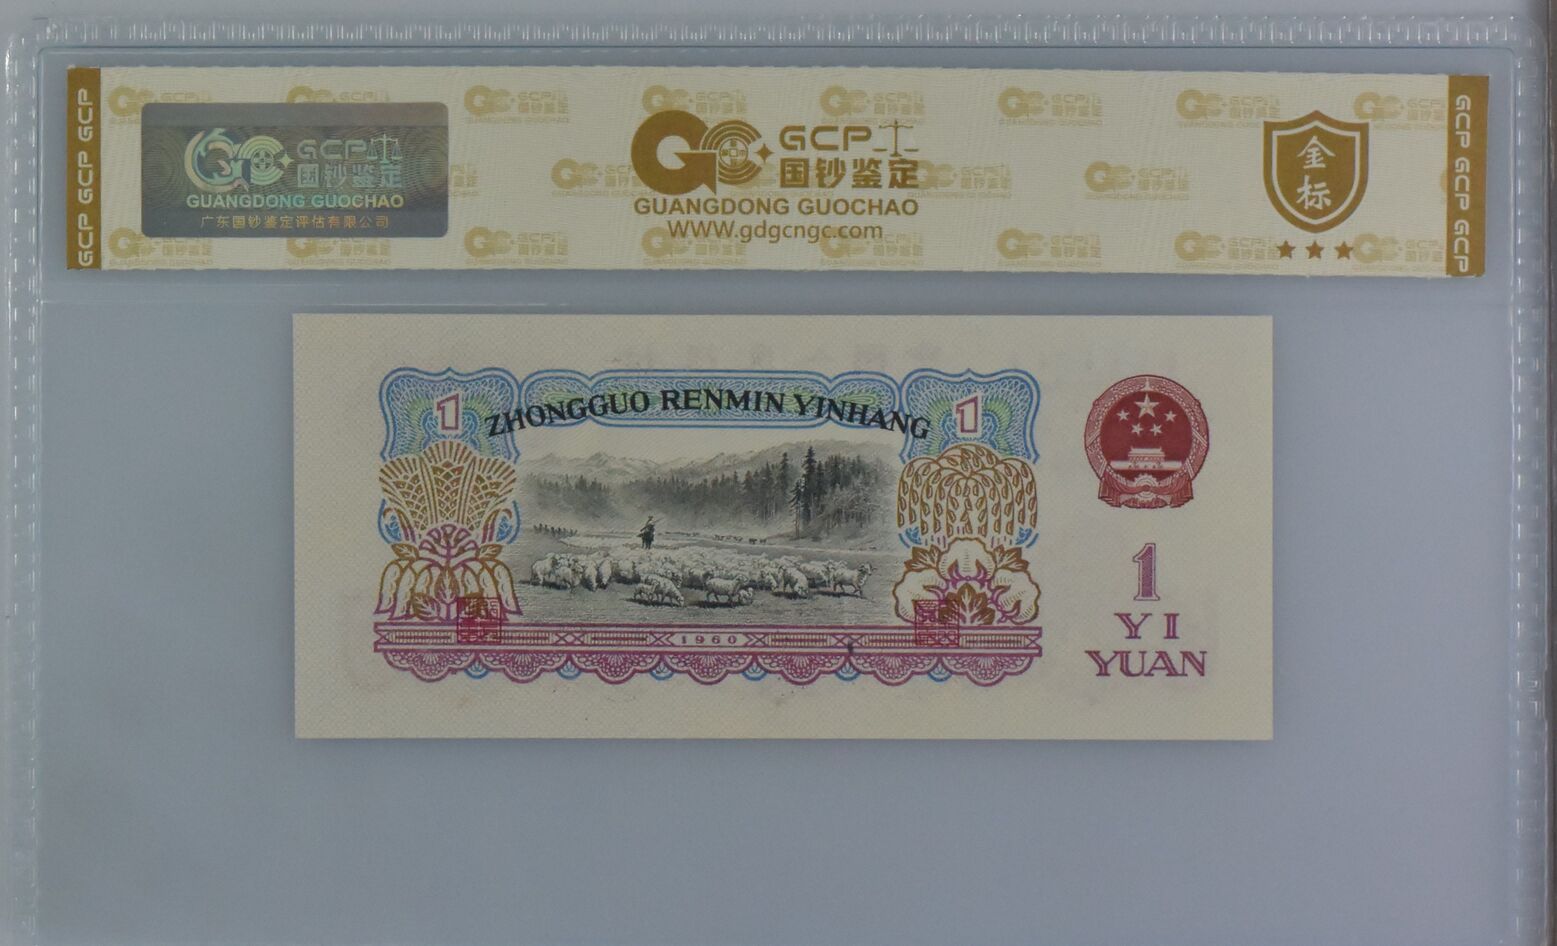 GCP GCP GCP
GCP
国钞鉴定
GUANGDONG GUOCHAO
广东国钞鉴定评估有限公司
GCP
国钞鉴定
GUANGDONG GUOCHAO
WWW.gdgcngc.com
金标
GCP GCP GCP
ZHONGGUO RENMIN YINHANG
1
1
1960
1
YI
YUAN